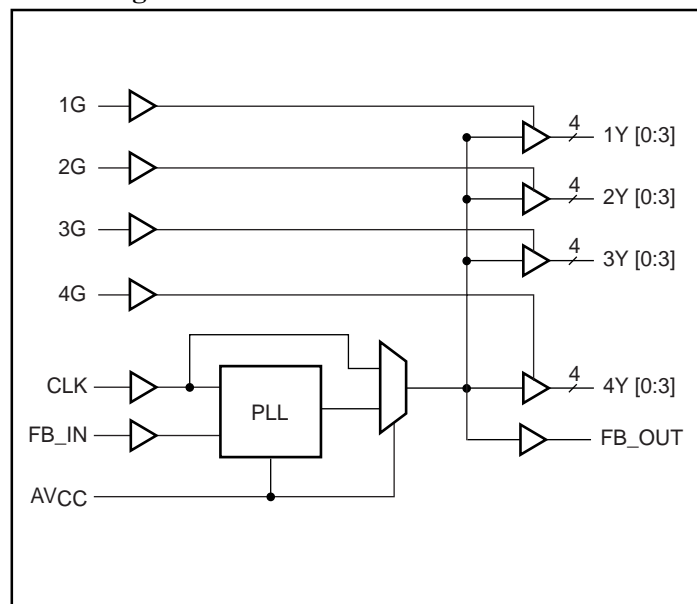 1G
4
1Y [0:3]
2G
4
2Y [0:3]
3G
4
3Y [0:3]
4G
CLK
4
4Y [0:3]
PLL
FB_IN
FB_OUT
AVCC